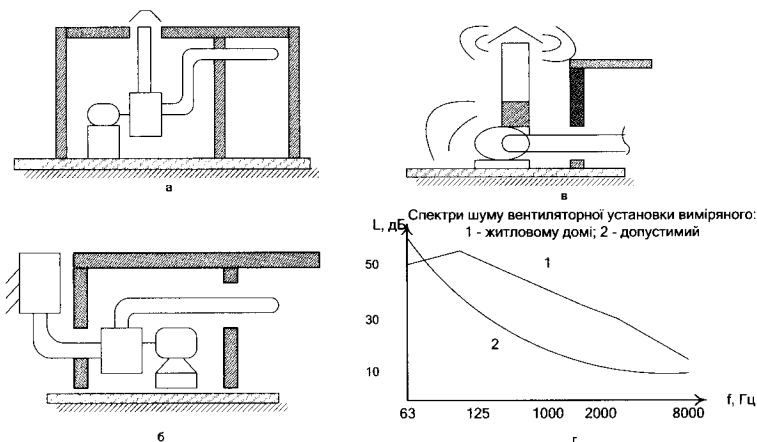 а
в
Спектри шуму вентиляторної установки виміряного:
1 - житловому домі; 2 - допустимий
L, дБ
50
30
10
1
2
63
125
1000
2000
8000
f, Гц
б
г